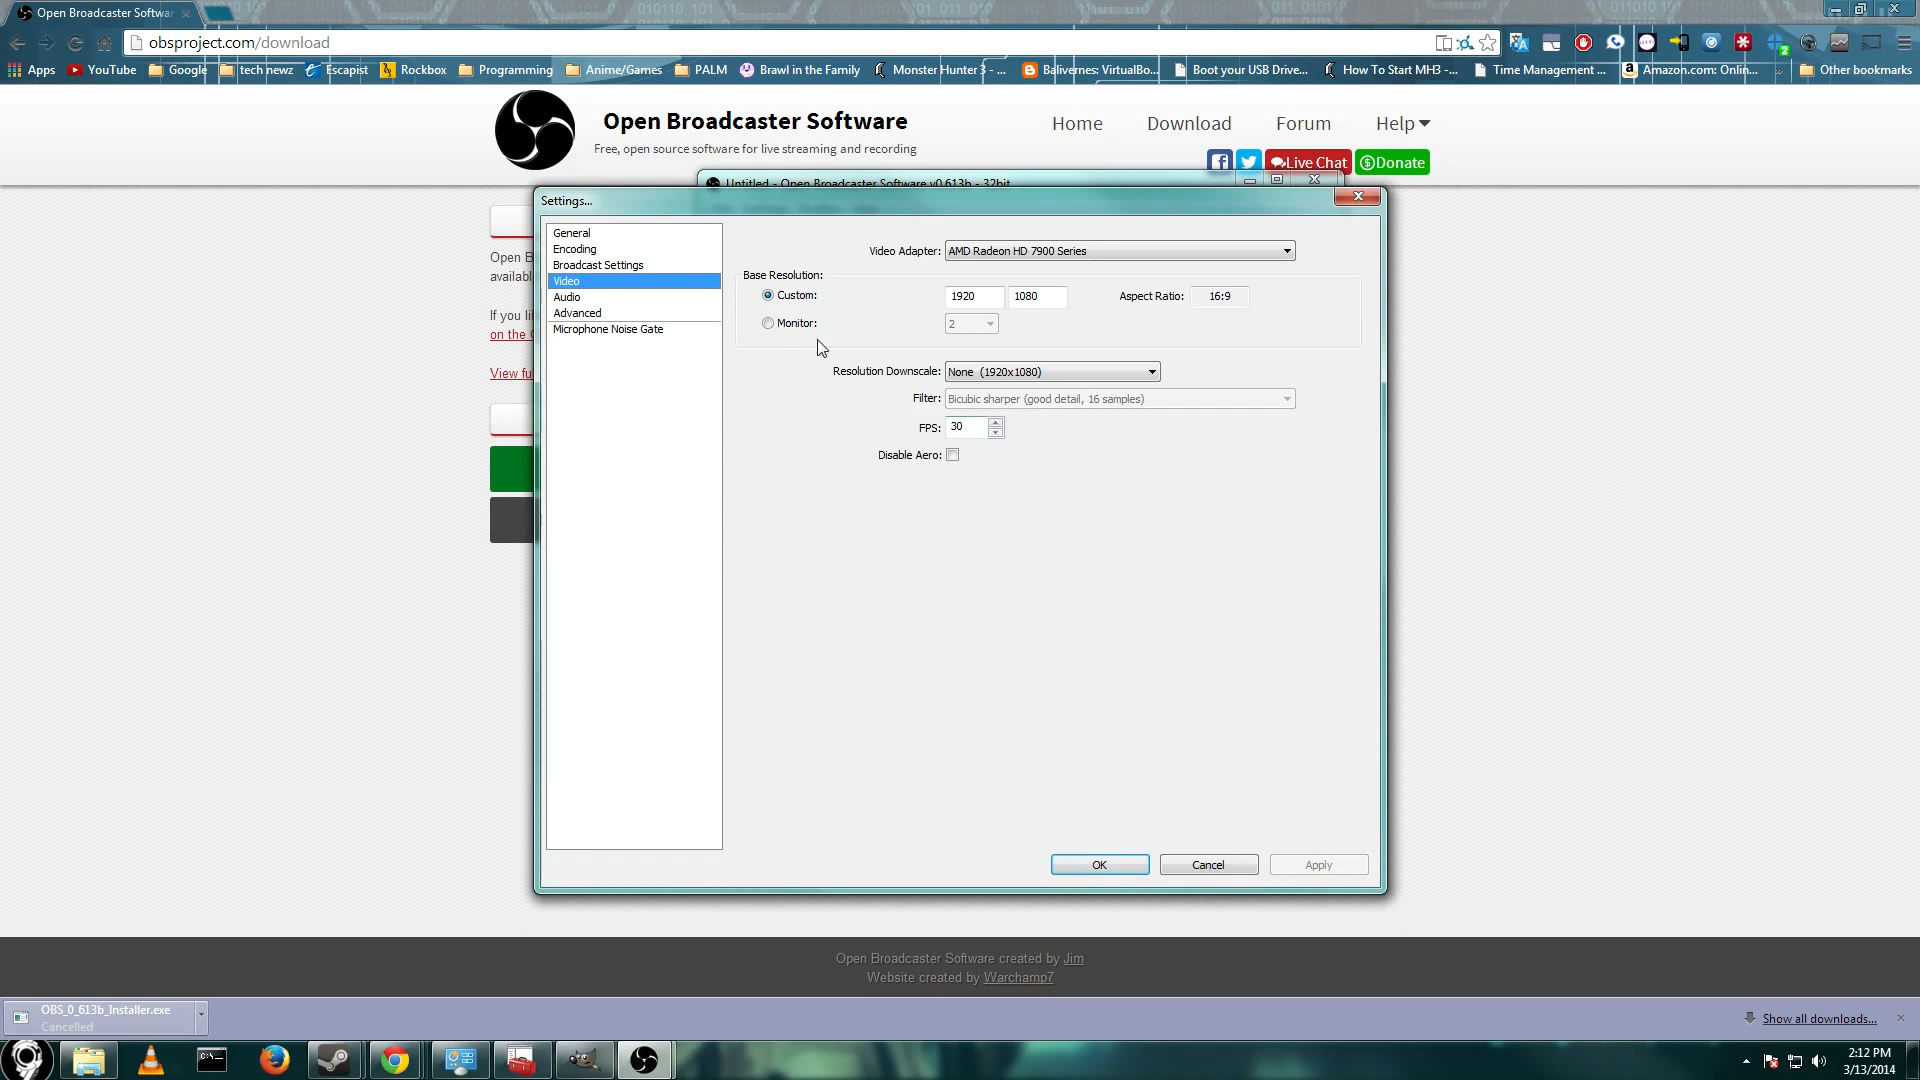 Open Broadcaster Softwar
obsproject.com/download
Apps YouTube Google tech newz Escapist Rockbox Programming Anime/Games PALM Brawl in the Family Monster Hunter 3 - ... Balivernes: VirtualBo... Boot your USB Drive... How To Start MH3 -... Time Management ... Amazon.com: Onlin... » Other bookmarks
Open Broadcaster Software
Free, open source software for live streaming and recording
Home Download Forum Help
Live Chat Donate
Untitled - Open Broadcaster Software v0.613b - 32bit
Settings...
General
Encoding
Broadcast Settings
Video
Audio
Advanced
Microphone Noise Gate
Video Adapter: AMD Radeon HD 7900 Series
Base Resolution:
Custom: 1920 1080 Aspect Ratio: 16:9
Monitor: 2
Resolution Downscale: None (1920x1080)
Filter: Bicubic sharper (good detail, 16 samples)
FPS: 30
Disable Aero:
OK Cancel Apply
Open B
availab
If you li
on the
View fu
Open Broadcaster Software created by Jim
Website created by Warchamp7
OBS_0_613b_Installer.exe
Cancelled
Show all downloads...
2:12 PM
3/13/2014